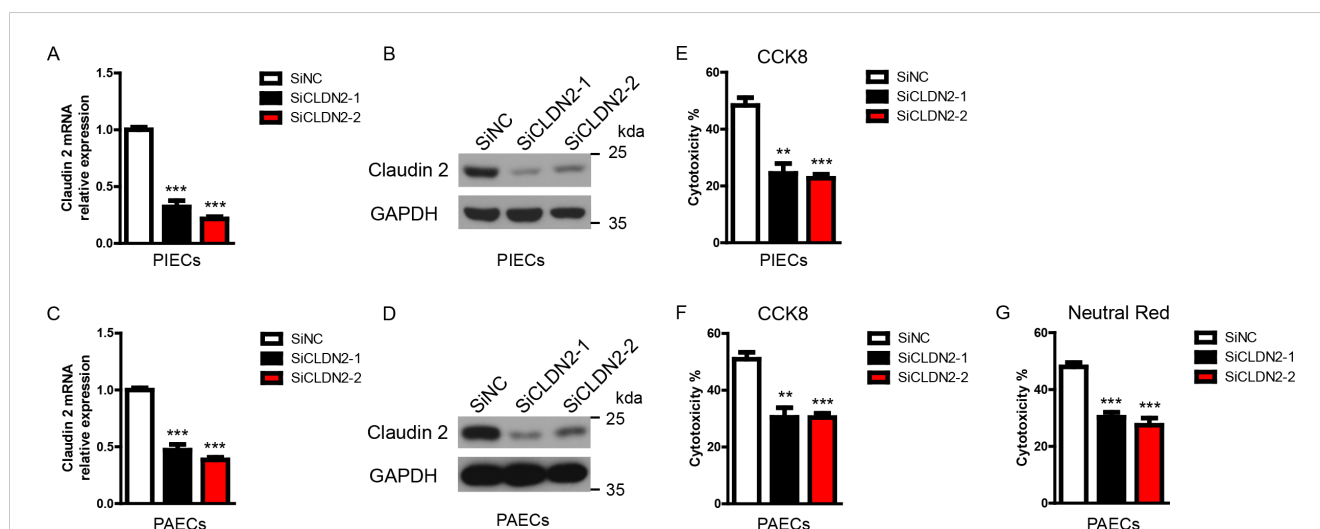 A
Claudin 2 mRNA
relative expression
1.5
1.0
0.5
0.0
***
***
PIECs
SiNC
SiCLDN2-1
SiCLDN2-2
B
SiNC
SiCLDN2-1
SiCLDN2-2
kda
25
Claudin 2
GAPDH
35
PIECs
E
CCK8
Cytotoxicity %
60
40
20
0
**
***
PIECs
SiNC
SiCLDN2-1
SiCLDN2-2
C
Claudin 2 mRNA
relative expression
1.5
1.0
0.5
0.0
***
***
PAECs
SiNC
SiCLDN2-1
SiCLDN2-2
D
SiNC
SiCLDN2-1
SiCLDN2-2
kda
25
Claudin 2
GAPDH
35
PAECs
F
CCK8
Cytotoxicity %
60
40
20
0
**
***
PAECs
SiNC
SiCLDN2-1
SiCLDN2-2
G
Neutral Red
Cytotoxicity %
60
40
20
0
***
***
PAECs
SiNC
SiCLDN2-1
SiCLDN2-2